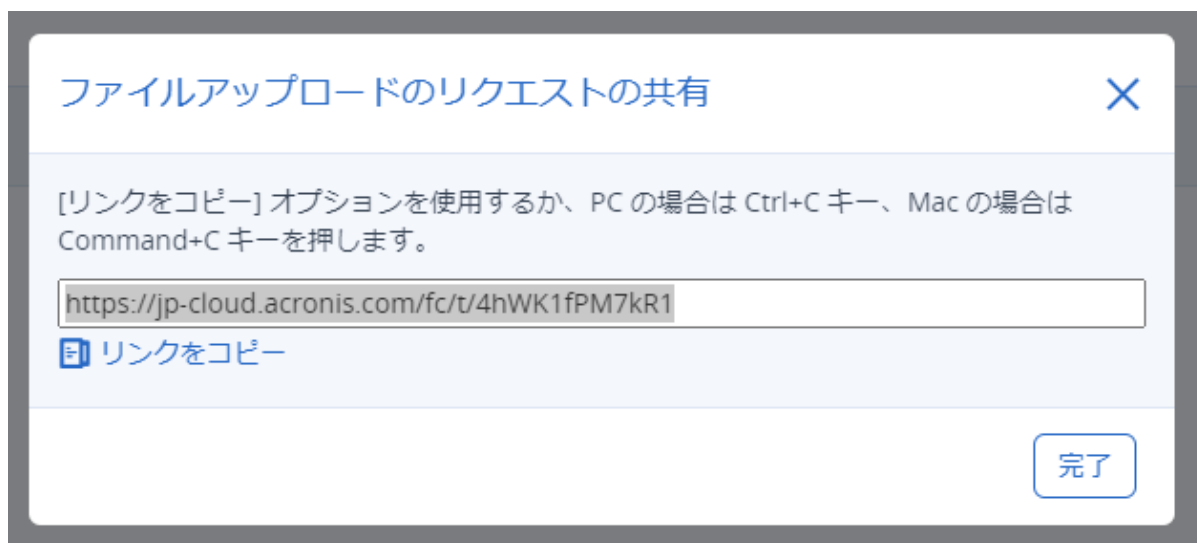 ファイルアップロードのリクエストの共有
[リンクをコピー] オプションを使用するか、PC の場合は Ctrl+C キー、Mac の場合は
Command+C キーを押します。
https://jp-cloud.acronis.com/fc/t/4hWK1fPM7kR1
リンクをコピー
完了